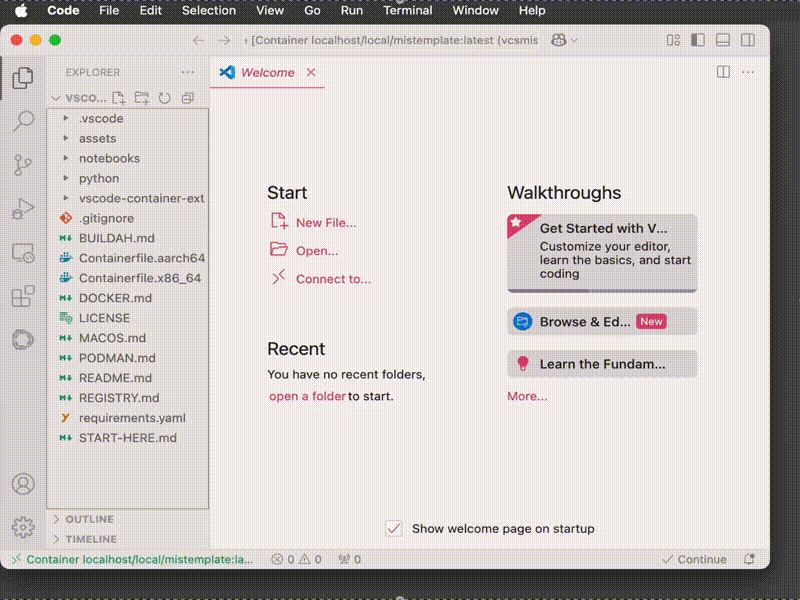 Code File Edit Selection View Go Run Terminal Window Help
[Container localhost/local/mistemplate:latest (vcsmis
EXPLORER
Welcome
VSCO...
.vscode
assets
notebooks
python
vscode-container-ext
.gitignore
BUILDAH.md
Containerfile.aarch64
Containerfile.x86_64
DOCKER.md
LICENSE
MACOS.md
PODMAN.md
README.md
REGISTRY.md
requirements.yaml
START-HERE.md
OUTLINE
TIMELINE
Start
New File...
Open...
Connect to...
Recent
You have no recent folders,
open a folder to start.
Walkthroughs
Get Started with V...
Customize your editor,
learn the basics, and start
coding
Browse & Ed... New
Learn the Fundam...
More...
Show welcome page on startup
Container localhost/local/mistemplate:la... 0 0 0 Continue